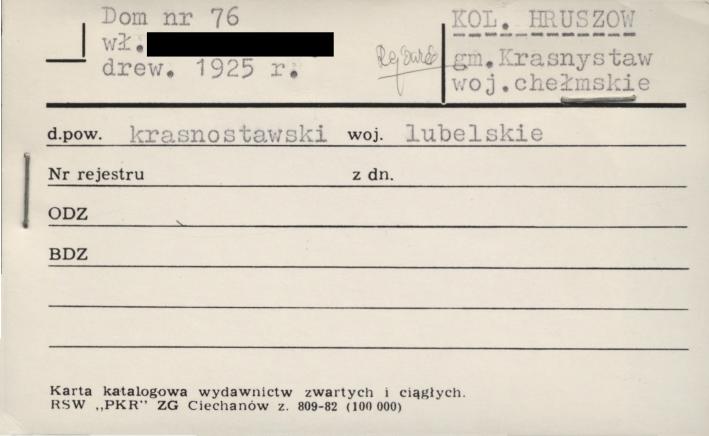 Dom nr 76
wł.
drew. 1925 r.
KOL. HRUSZOW
gm.Krasnystaw
woj.chełmskie
d.pow. krasnostawski woj. lubelskie
Nr rejestru z dn.
ODZ
BDZ
Karta katalogowa wydawnictw zwartych i ciągłych.
RSW „PKR” ZG Ciechanów z. 809-82 (100 000)